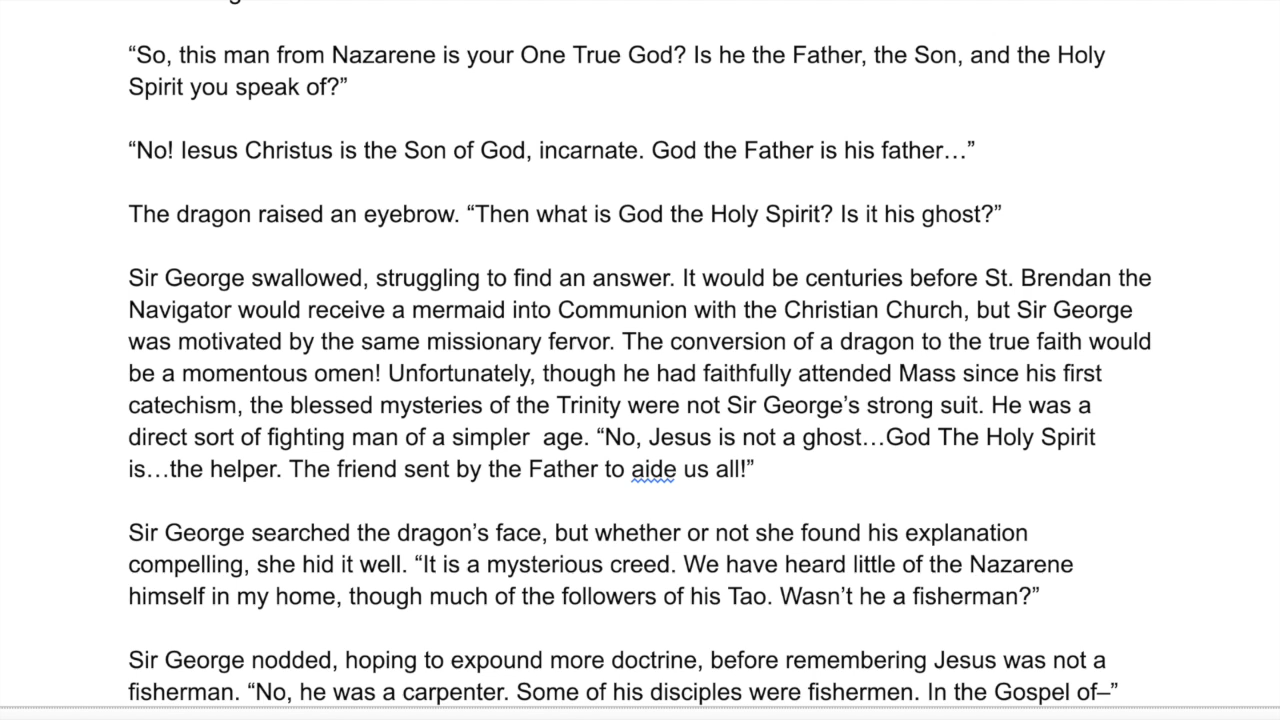 “So, this man from Nazarene is your One True God? Is he the Father, the Son, and the Holy
Spirit you speak of?”
“No! Iesus Christus is the Son of God, incarnate. God the Father is his father…”
The dragon raised an eyebrow. “Then what is God the Holy Spirit? Is it his ghost?”
Sir George swallowed, struggling to find an answer. It would be centuries before St. Brendan the
Navigator would receive a mermaid into Communion with the Christian Church, but Sir George
was motivated by the same missionary fervor. The conversion of a dragon to the true faith would
be a momentous omen! Unfortunately, though he had faithfully attended Mass since his first
catechism, the blessed mysteries of the Trinity were not Sir George’s strong suit. He was a
direct sort of fighting man of a simpler  age. “No, Jesus is not a ghost…God The Holy Spirit
is…the helper. The friend sent by the Father to aide us all!”
Sir George searched the dragon’s face, but whether or not she found his explanation
compelling, she hid it well. “It is a mysterious creed. We have heard little of the Nazarene
himself in my home, though much of the followers of his Tao. Wasn’t he a fisherman?”
Sir George nodded, hoping to expound more doctrine, before remembering Jesus was not a
fisherman. “No, he was a carpenter. Some of his disciples were fishermen. In the Gospel of–”